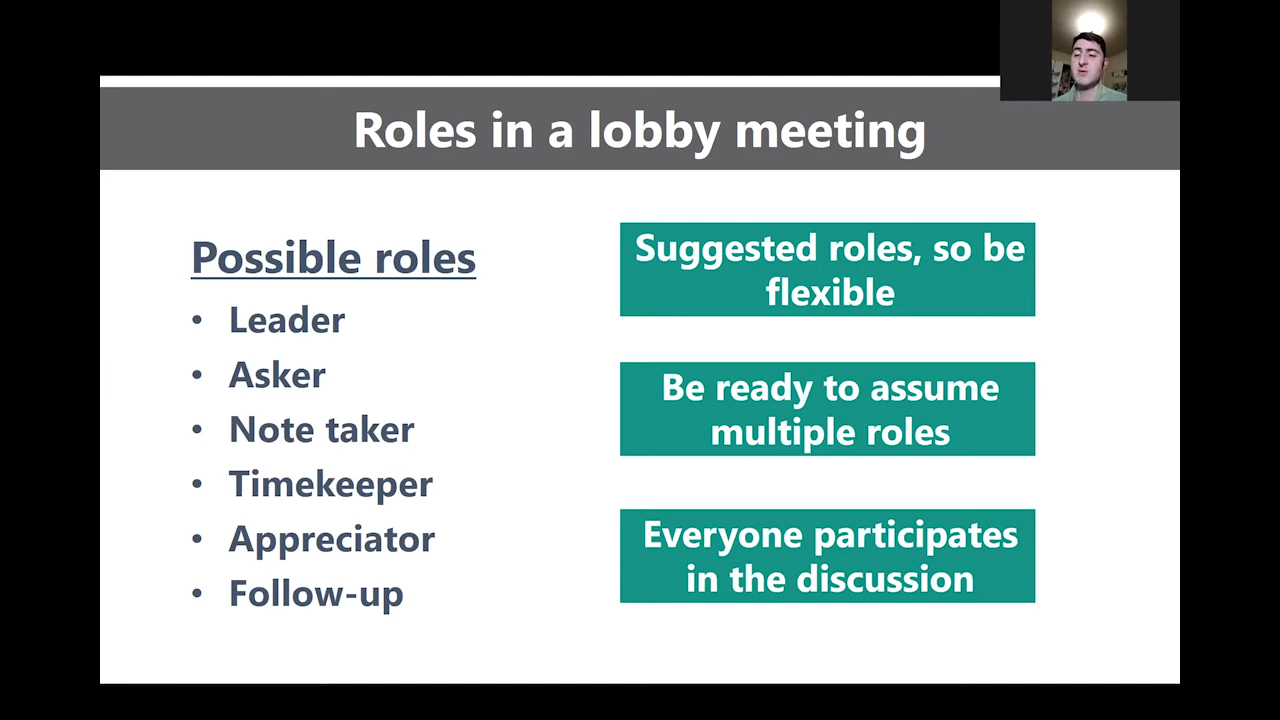 Roles in a lobby meeting
Possible roles
• Leader
• Asker
• Note taker
• Timekeeper
• Appreciator
• Follow-up
Suggested roles, so be
flexible
Be ready to assume
multiple roles
Everyone participates
in the discussion